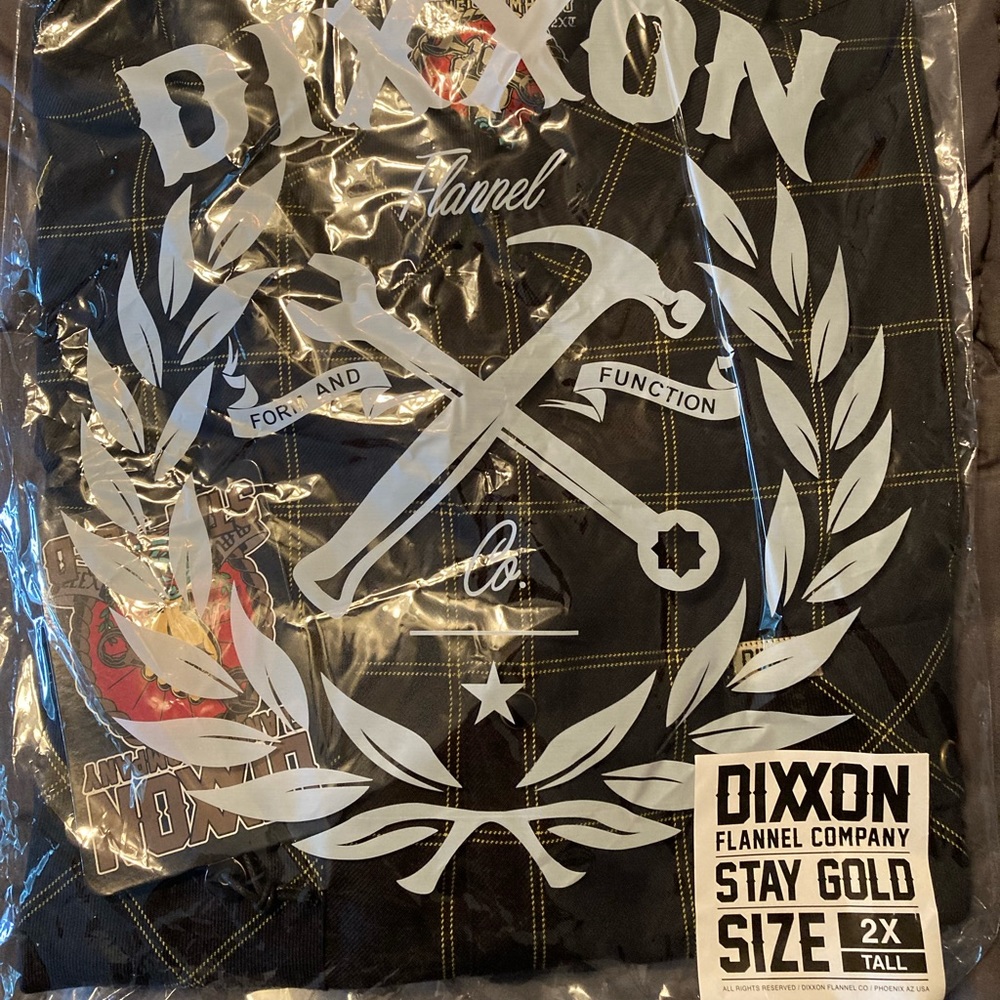 DIXXON
Flannel
FORM AND
FUNCTION
Co.
DIXXON
FLANNEL COMPANY
STAY GOLD
SIZE 2X
TALL
ALL RIGHTS RESERVED / DIXXON FLANNEL CO / PHOENIX AZ USA
DIXXON